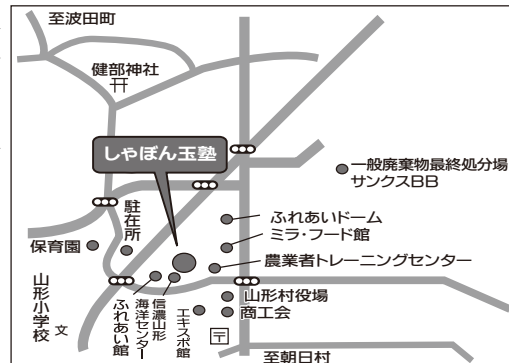 至波田町
健部神社
しゃぼん玉塾
一般廃棄物最終処分場
サンクスBB
駐在所
ふれあいドーム
ミラ・フード館
保育園
農業者トレーニングセンター
山形小学校
文
ふれあい館
海洋センター
信濃山形
エキスポ館
山形村役場
商工会
〒
至朝日村